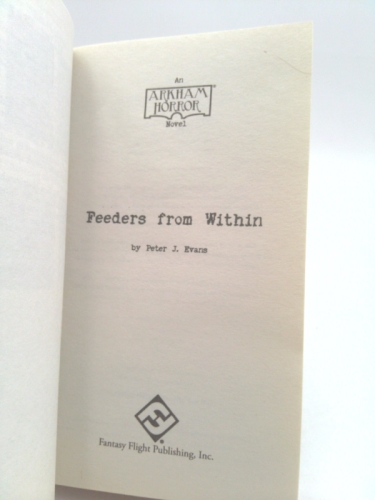 An
ARKHAM
HORROR
Novel
Feeders from Within
by Peter J. Evans
Fantasy Flight Publishing, Inc.